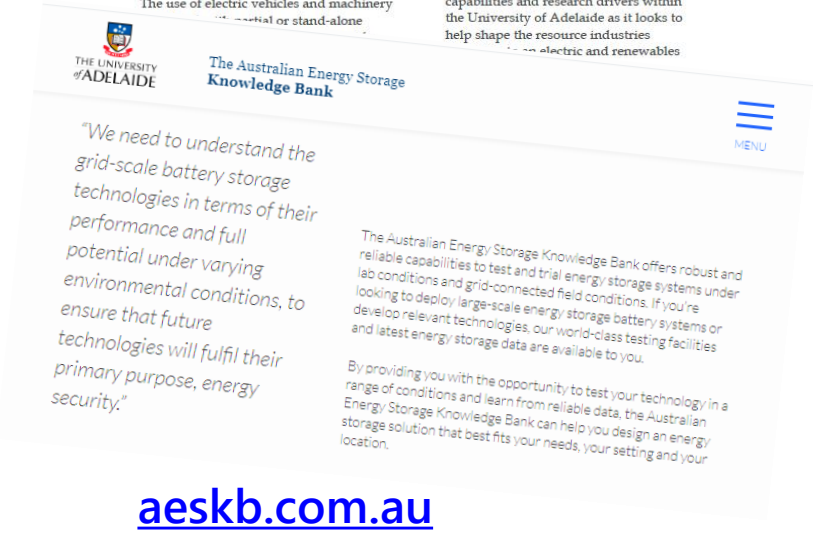 The use of electric vehicles and machinery
partial or stand-alone
capabilities and research drivers within
the University of Adelaide as it looks to
help shape the resource industries
an electric and renewables
THE UNIVERSITY
of ADELAIDE
The Australian Energy Storage
Knowledge Bank
MENU
"We need to understand the
grid-scale battery storage
technologies in terms of their
performance and full
potential under varying
environmental conditions, to
ensure that future
technologies will fulfil their
primary purpose, energy
security."
The Australian Energy Storage Knowledge Bank offers robust and
reliable capabilities to test and trial energy storage systems under
lab conditions and grid-connected field conditions. If you're
looking to deploy large-scale energy storage battery systems or
develop relevant technologies, our world-class testing facilities
and latest energy storage data are available to you.
By providing you with the opportunity to test your technology in a
range of conditions and learn from reliable data, the Australian
Energy Storage Knowledge Bank can help you design an energy
storage solution that best fits your needs, your setting and your
location.
aeskb.com.au